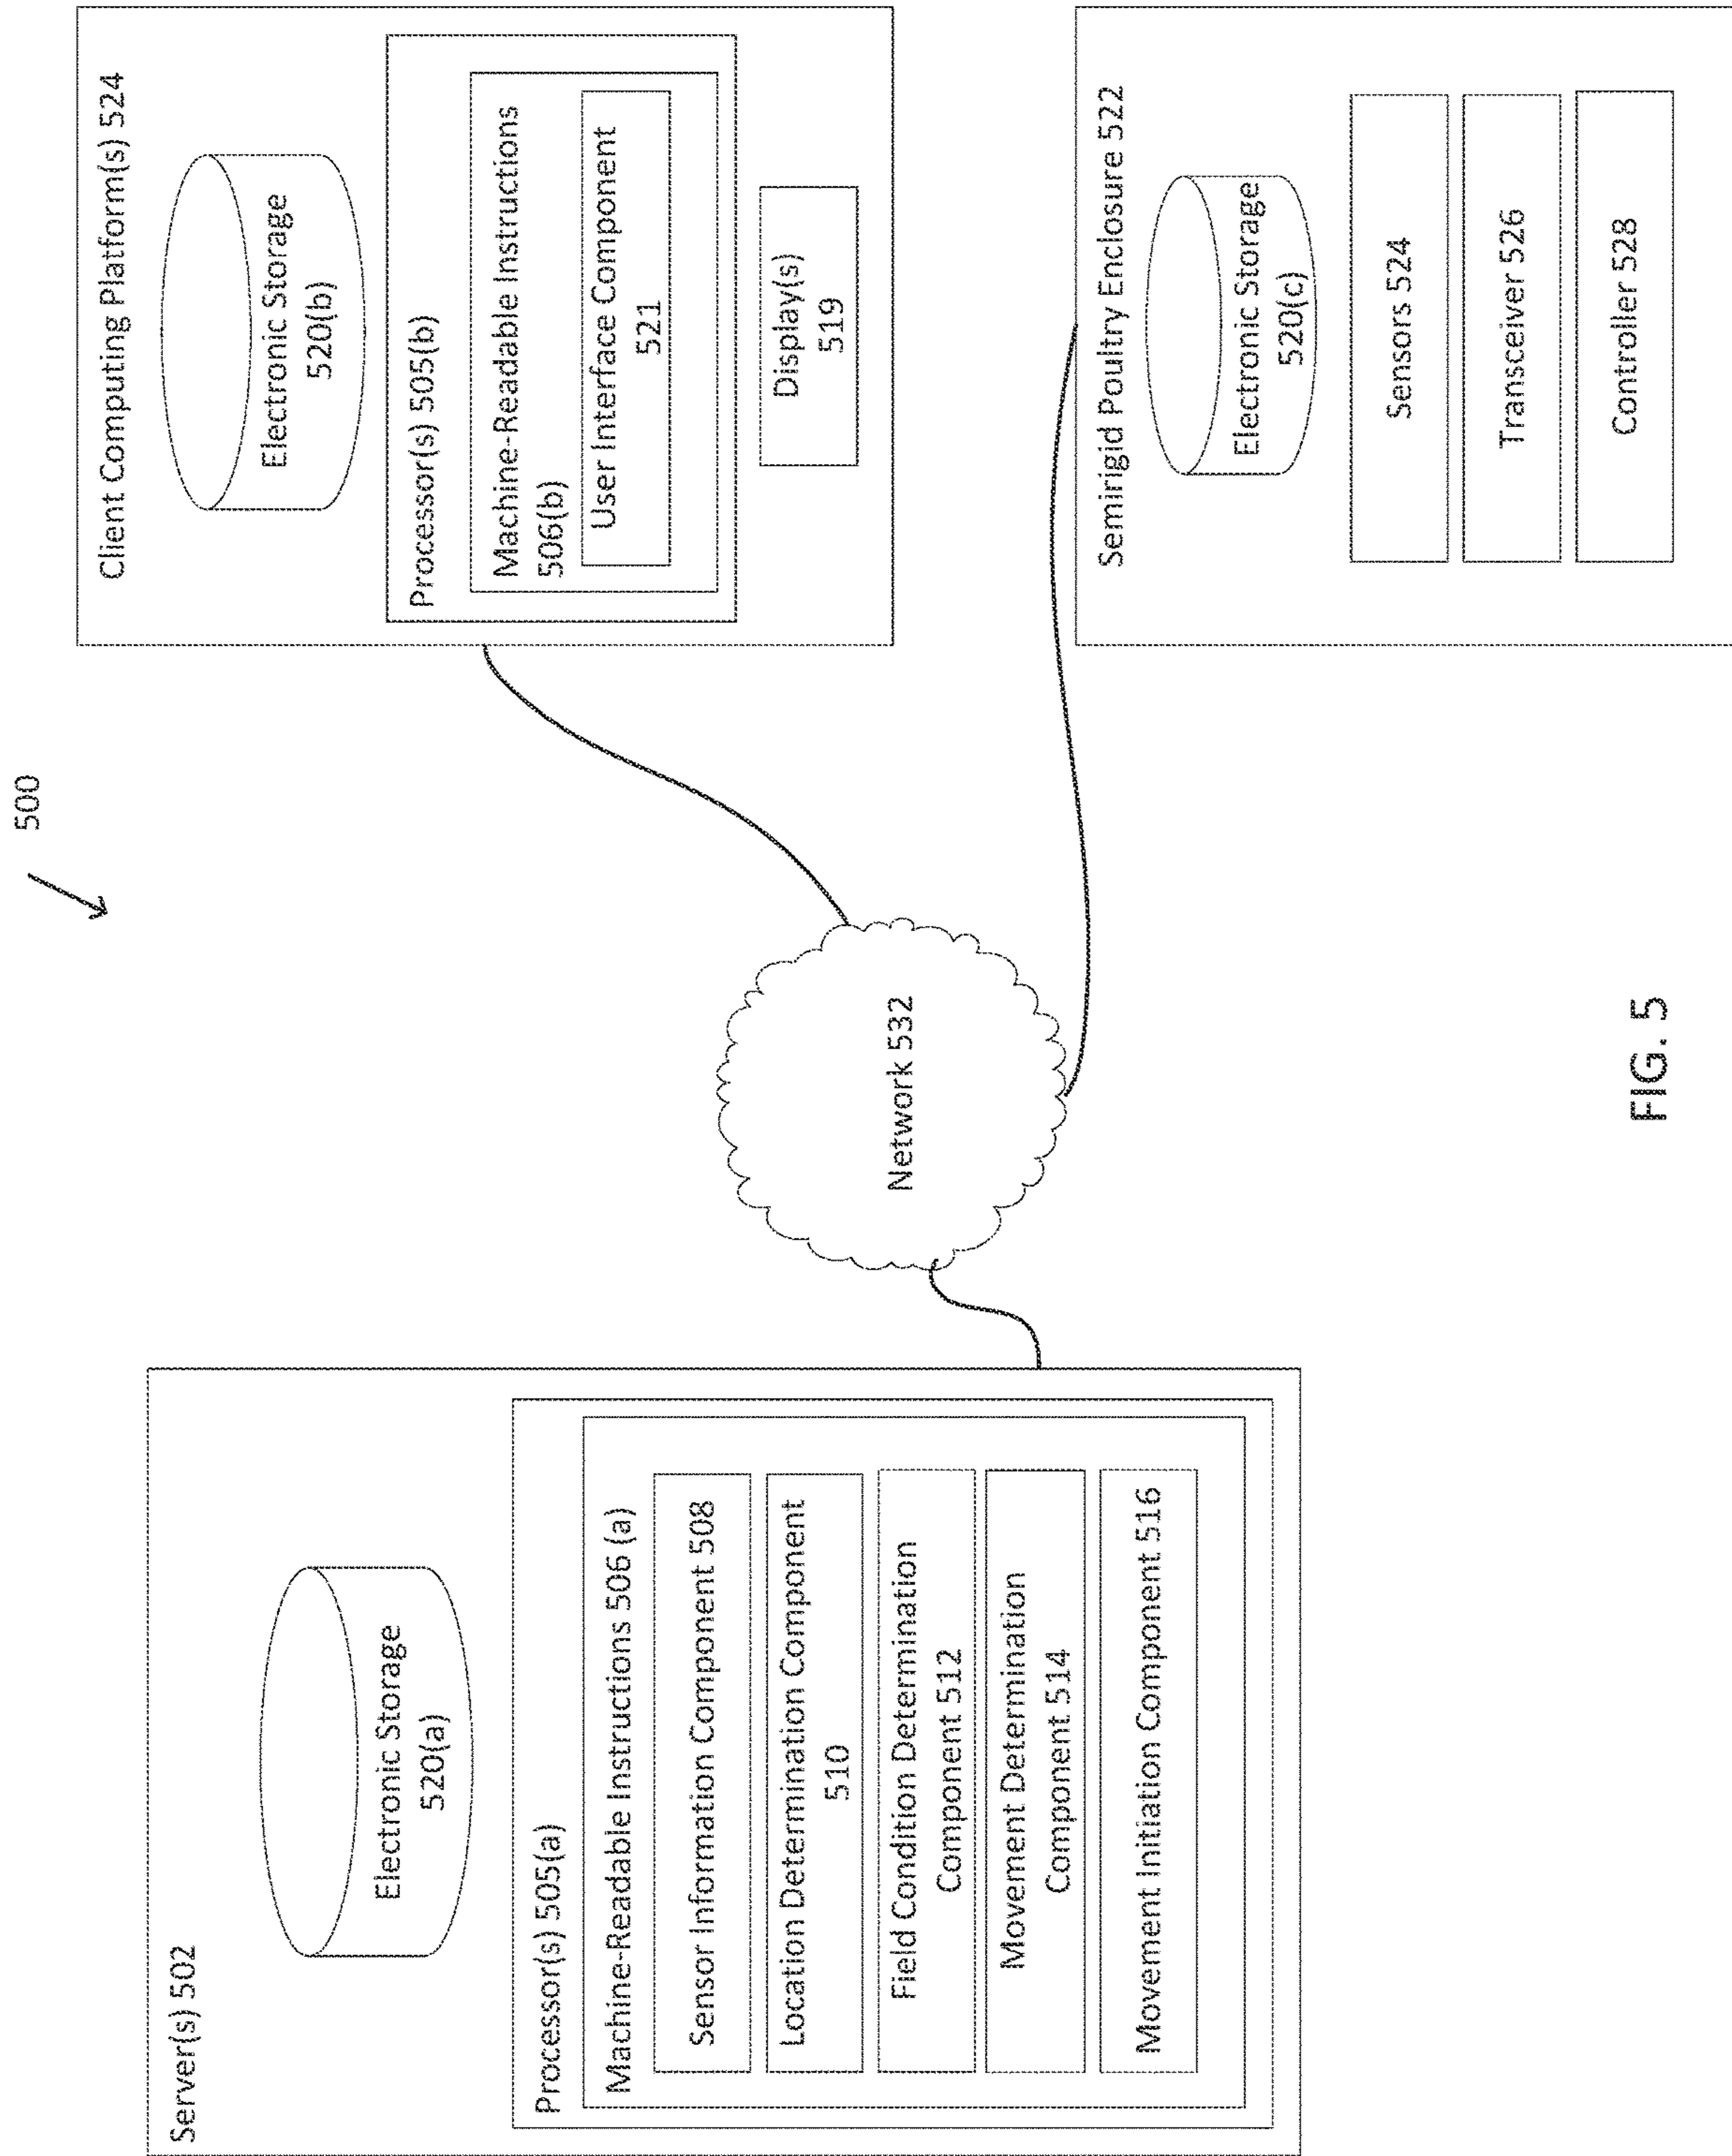 500
Server(s) 502
Electronic Storage
520(a)
Processor(s) 505(a)
Machine-Readable Instructions 506 (a)
Sensor Information Component 508
Location Determination Component
510
Field Condition Determination
Component 512
Movement Determination
Component 514
Movement Initiation Component 516
Network 532
Client Computing Platform(s) 524
Electronic Storage
520(b)
Processor(s) 505(b)
Machine-Readable Instructions
506(b)
User Interface Component
521
Display(s)
519
Semirigid Poultry Enclosure 522
Electronic Storage
520(c)
Sensors 524
Transceiver 526
Controller 528
FIG. 5